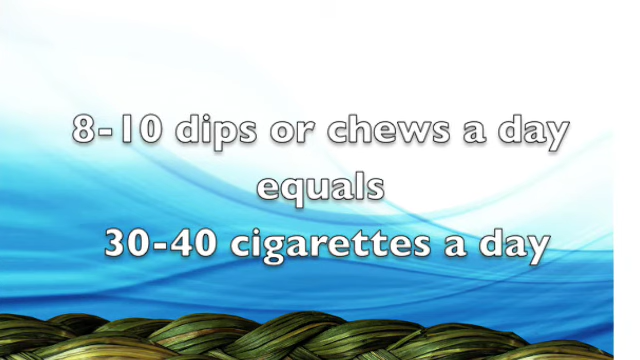 8-10 dips or chews a day
equals
30-40 cigarettes a day